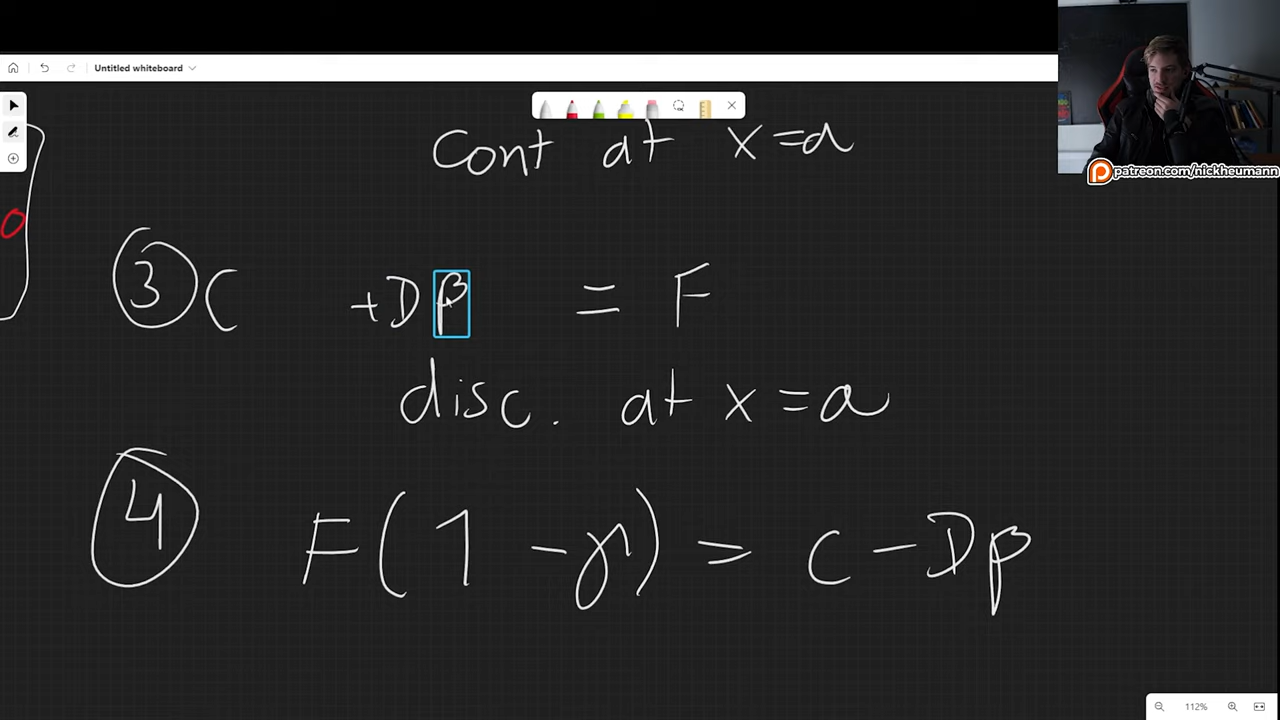 Untitled whiteboard
patreon.com/nickheumann
cont at x=a
③ C +Dβ = F
disc. at x=a
④ F(1 -γ) = C - Dβ
112%